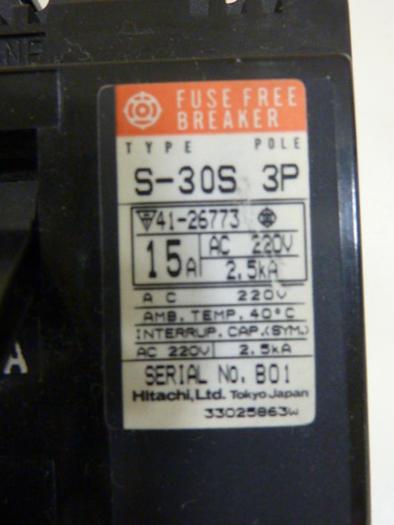 FUSE FREE
BREAKER
TYPE POLE
S-30S 3P
41-26773
15A AC 220V
2.5kA
AC 220V
AMB. TEMP. 40°C
INTERRUP. CAP.(SYM.)
AC 220V 2.5kA
SERIAL No. B01
Hitachi, Ltd. Tokyo Japan
33025863W
A